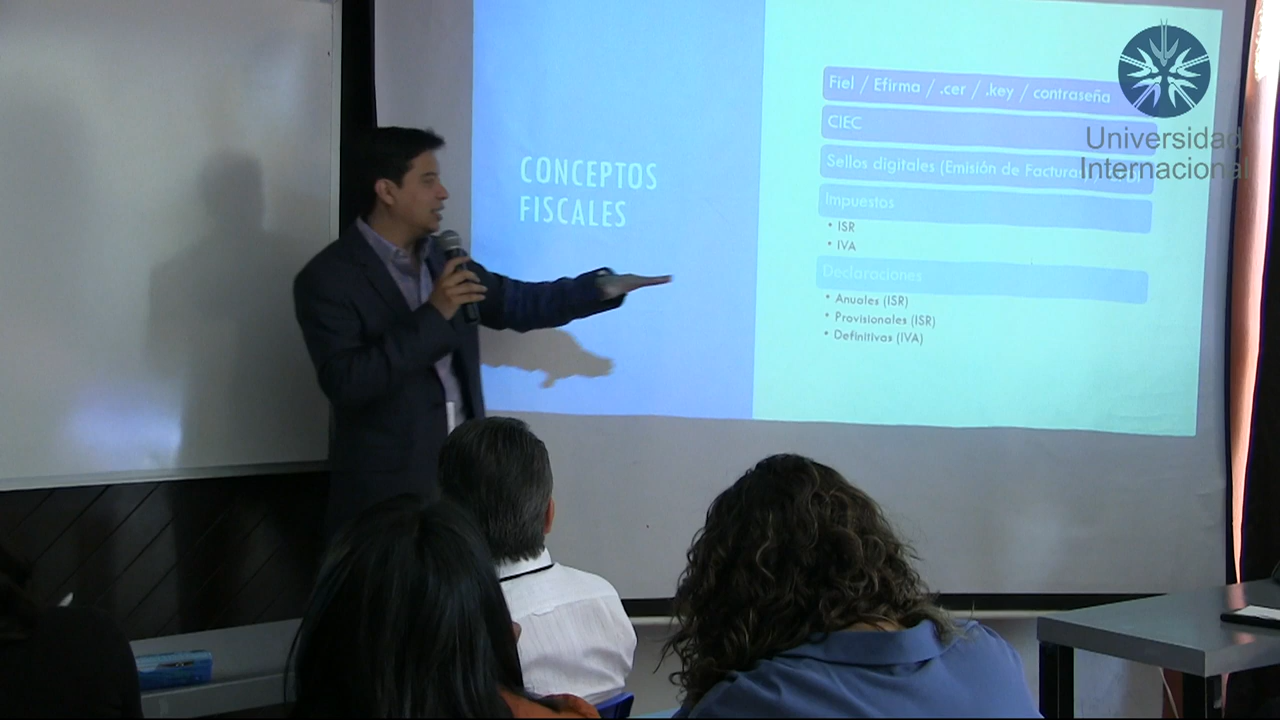 CONCEPTOS
FISCALES
Fiel / Efirma / .cer / .key / contraseña
CIEC
Sellos digitales (Emisión de Facturas
Impuestos
• ISR
• IVA
Declaraciones
• Anuales (ISR)
• Provisionales (ISR)
• Definitivas (IVA)
Universidad
Internacional